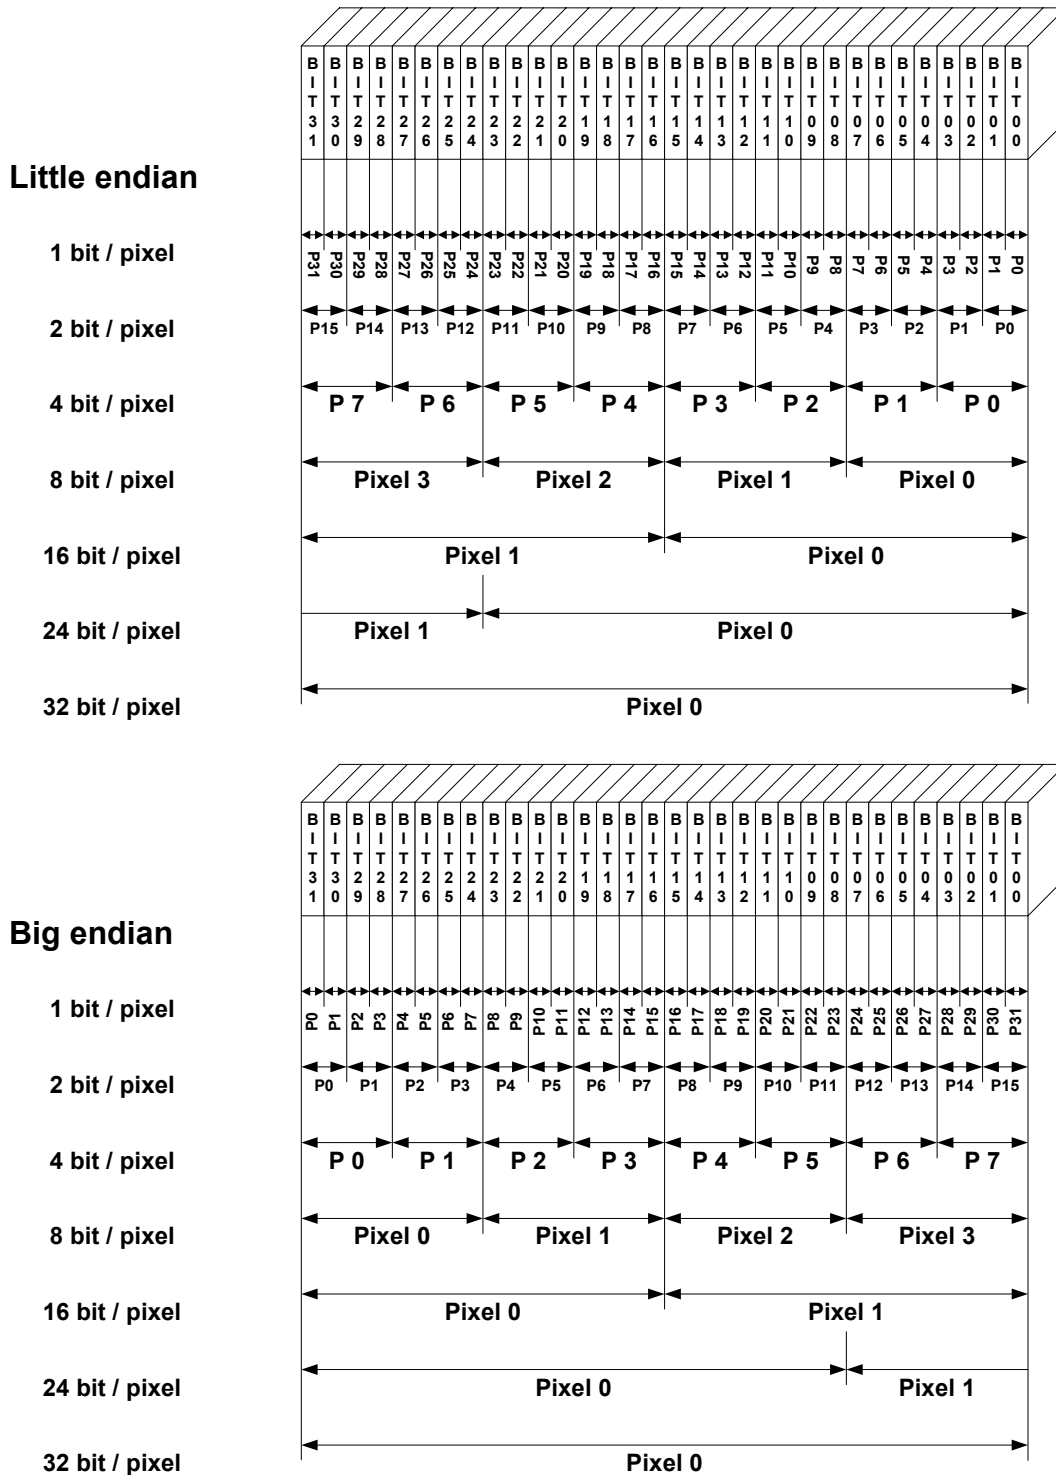 BIT31 BIT30 BIT29 BIT28 BIT27 BIT26 BIT25 BIT24 BIT23 BIT22 BIT21 BIT20 BIT19 BIT18 BIT17 BIT16 BIT15 BIT14 BIT13 BIT12 BIT11 BIT10 BIT09 BIT08 BIT07 BIT06 BIT05 BIT04 BIT03 BIT02 BIT01 BIT00
Little endian
1 bit / pixel P31 P30 P29 P28 P27 P26 P25 P24 P23 P22 P21 P20 P19 P18 P17 P16 P15 P14 P13 P12 P11 P10 P9 P8 P7 P6 P5 P4 P3 P2 P1 P0
2 bit / pixel P15 P14 P13 P12 P11 P10 P9 P8 P7 P6 P5 P4 P3 P2 P1 P0
4 bit / pixel P 7 P 6 P 5 P 4 P 3 P 2 P 1 P 0
8 bit / pixel Pixel 3 Pixel 2 Pixel 1 Pixel 0
16 bit / pixel Pixel 1 Pixel 0
24 bit / pixel Pixel 1 Pixel 0
32 bit / pixel Pixel 0
BIT31 BIT30 BIT29 BIT28 BIT27 BIT26 BIT25 BIT24 BIT23 BIT22 BIT21 BIT20 BIT19 BIT18 BIT17 BIT16 BIT15 BIT14 BIT13 BIT12 BIT11 BIT10 BIT09 BIT08 BIT07 BIT06 BIT05 BIT04 BIT03 BIT02 BIT01 BIT00
Big endian
1 bit / pixel P0 P1 P2 P3 P4 P5 P6 P7 P8 P9 P10 P11 P12 P13 P14 P15 P16 P17 P18 P19 P20 P21 P22 P23 P24 P25 P26 P27 P28 P29 P30 P31
2 bit / pixel P0 P1 P2 P3 P4 P5 P6 P7 P8 P9 P10 P11 P12 P13 P14 P15
4 bit / pixel P 0 P 1 P 2 P 3 P 4 P 5 P 6 P 7
8 bit / pixel Pixel 0 Pixel 1 Pixel 2 Pixel 3
16 bit / pixel Pixel 0 Pixel 1
24 bit / pixel Pixel 0 Pixel 1
32 bit / pixel Pixel 0